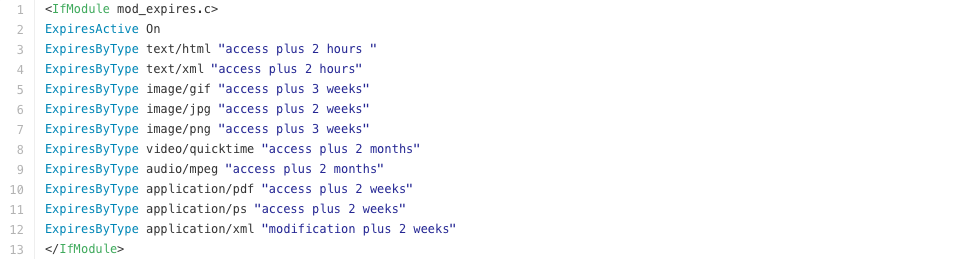 1 <IfModule mod_expires.c>
2 ExpiresActive On
3 ExpiresByType text/html "access plus 2 hours "
4 ExpiresByType text/xml "access plus 2 hours"
5 ExpiresByType image/gif "access plus 3 weeks"
6 ExpiresByType image/jpg "access plus 2 weeks"
7 ExpiresByType image/png "access plus 3 weeks"
8 ExpiresByType video/quicktime "access plus 2 months"
9 ExpiresByType audio/mpeg "access plus 2 months"
10 ExpiresByType application/pdf "access plus 2 weeks"
11 ExpiresByType application/ps "access plus 2 weeks"
12 ExpiresByType application/xml "modification plus 2 weeks"
13 </IfModule>